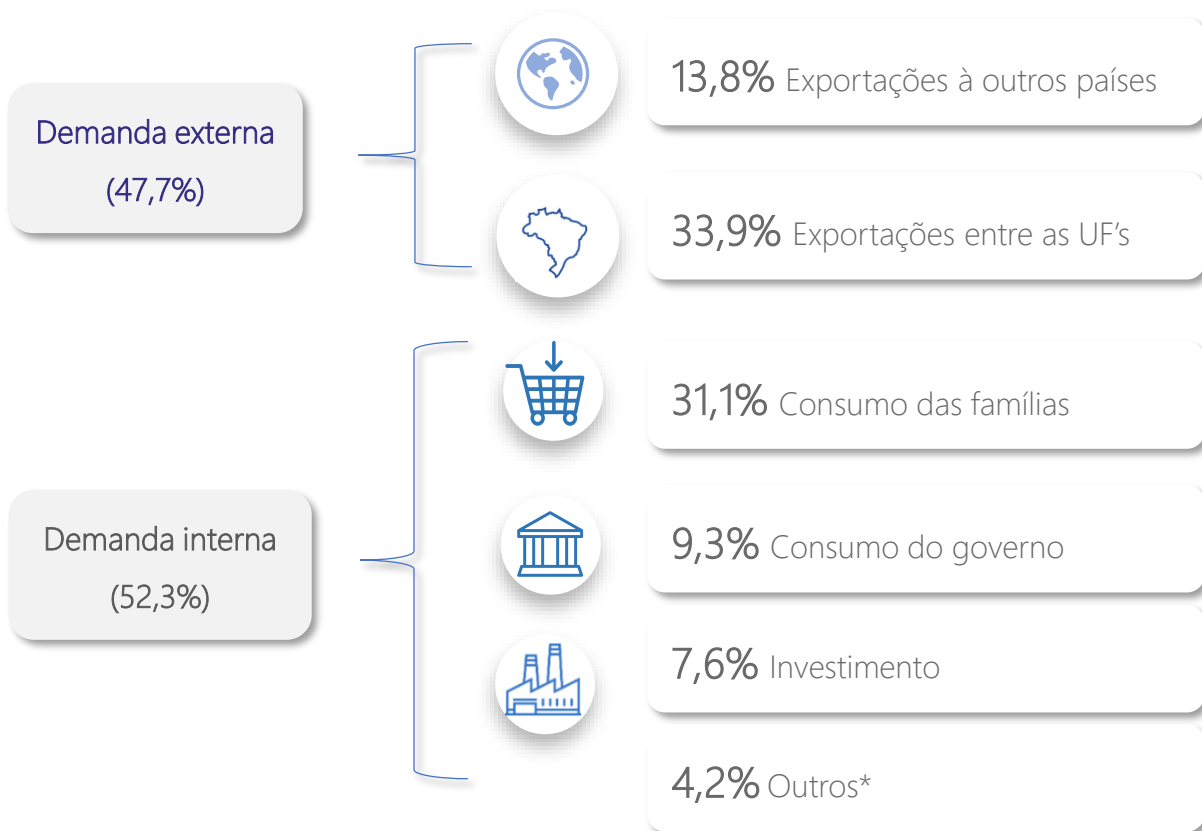 Demanda externa
(47,7%)
13,8% Exportações à outros países
33,9% Exportações entre as UF's
Demanda interna
(52,3%)
31,1% Consumo das famílias
9,3% Consumo do governo
7,6% Investimento
4,2% Outros*